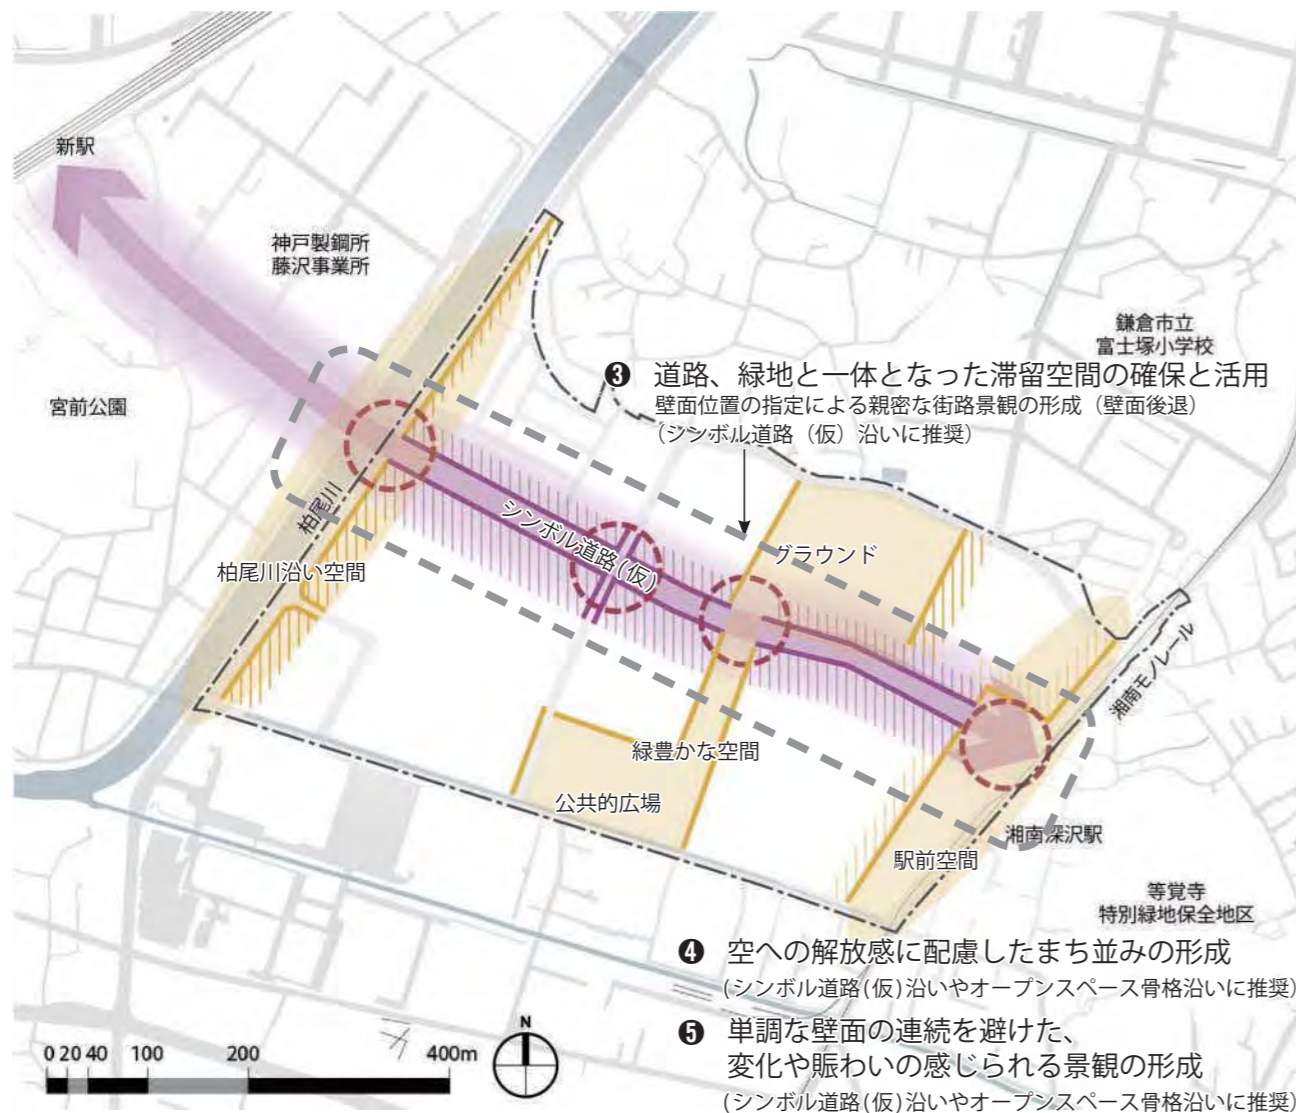 新駅
神戸製鋼所
藤沢事業所
鎌倉市立
富士塚小学校
宮前公園
❸ 道路、緑地と一体となった滞留空間の確保と活用
壁面位置の指定による親密な街路景観の形成（壁面後退）
（シンボル道路（仮）沿いに推奨）
柏尾川
シンボル道路(仮)
グラウンド
柏尾川沿い空間
湘南モノレール
緑豊かな空間
公共的広場
湘南深沢駅
駅前空間
等覚寺
特別緑地保全地区
❹ 空への解放感に配慮したまち並みの形成
(シンボル道路(仮)沿いやオープンスペース骨格沿いに推奨)
❺ 単調な壁面の連続を避けた、
変化や賑わいの感じられる景観の形成
(シンボル道路(仮)沿いやオープンスペース骨格沿いに推奨)
N
0 20 40 100 200 400m